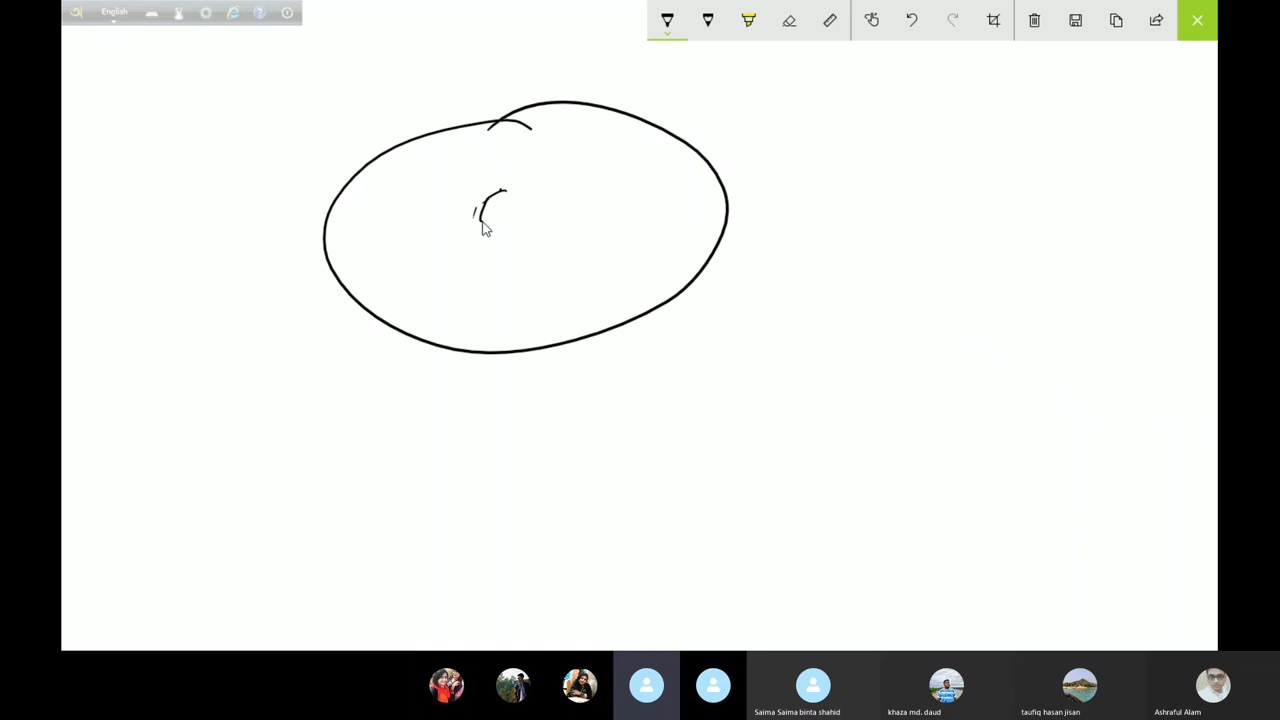 English
Saima Saima binta shahid
khaza md. daud
taufiq hasan jisan
Ashraful Alam